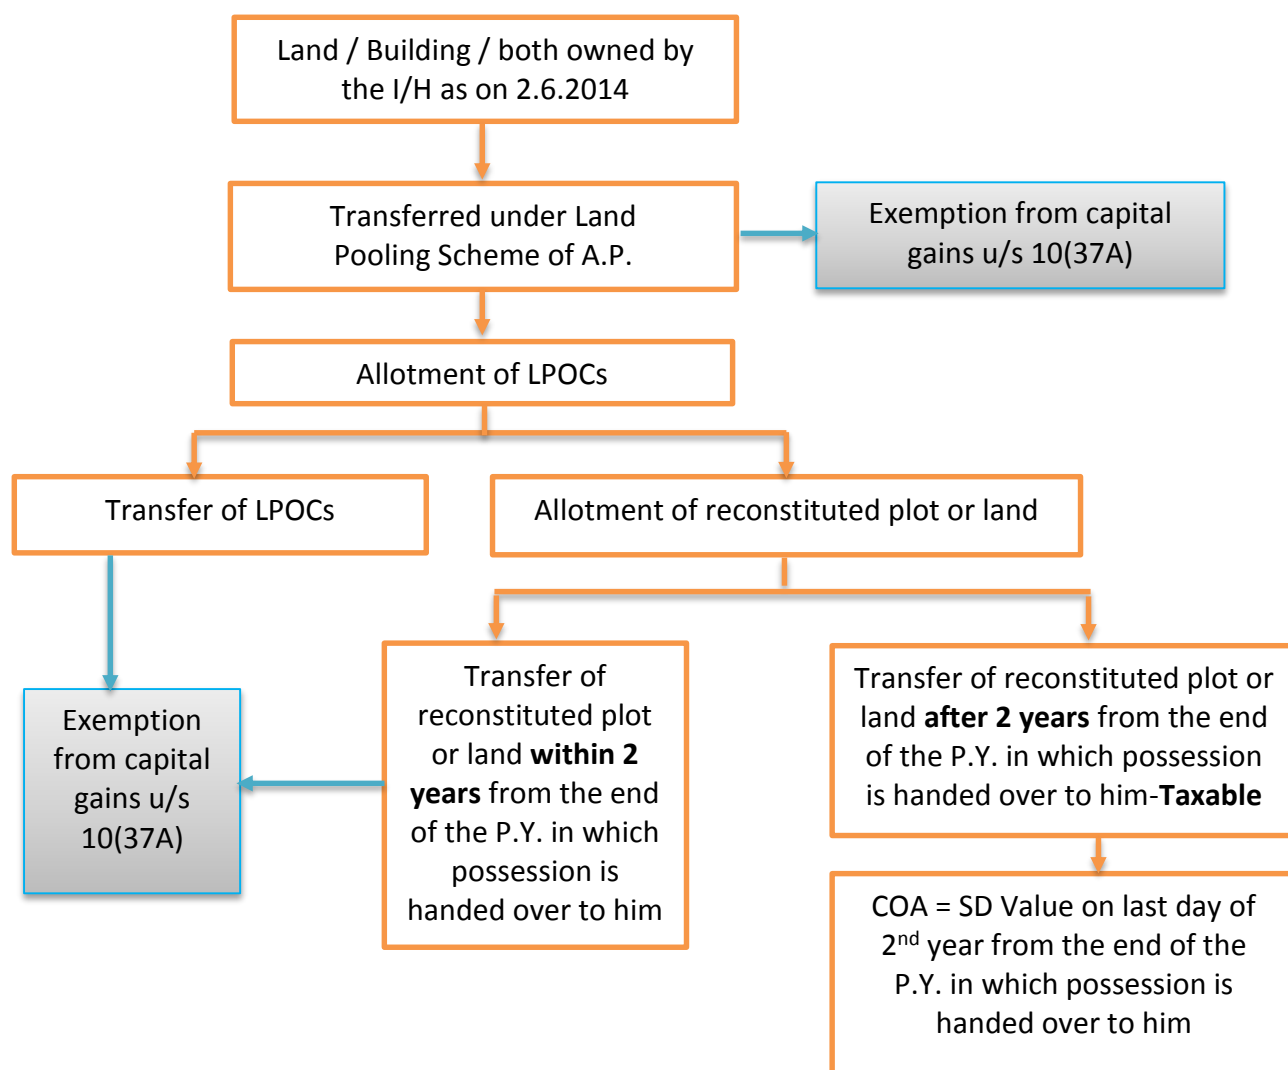 Land / Building / both owned by
the I/H as on 2.6.2014
Transferred under Land
Pooling Scheme of A.P.
Exemption from capital
gains u/s 10(37A)
Allotment of LPOCs
Transfer of LPOCs
Allotment of reconstituted plot or land
Exemption
from capital
gains u/s
10(37A)
Transfer of
reconstituted plot
or land within 2
years from the end
of the P.Y. in which
possession is
handed over to him
Transfer of reconstituted plot or
land after 2 years from the end
of the P.Y. in which possession
is handed over to him-Taxable
COA = SD Value on last day of
2nd year from the end of the
P.Y. in which possession is
handed over to him